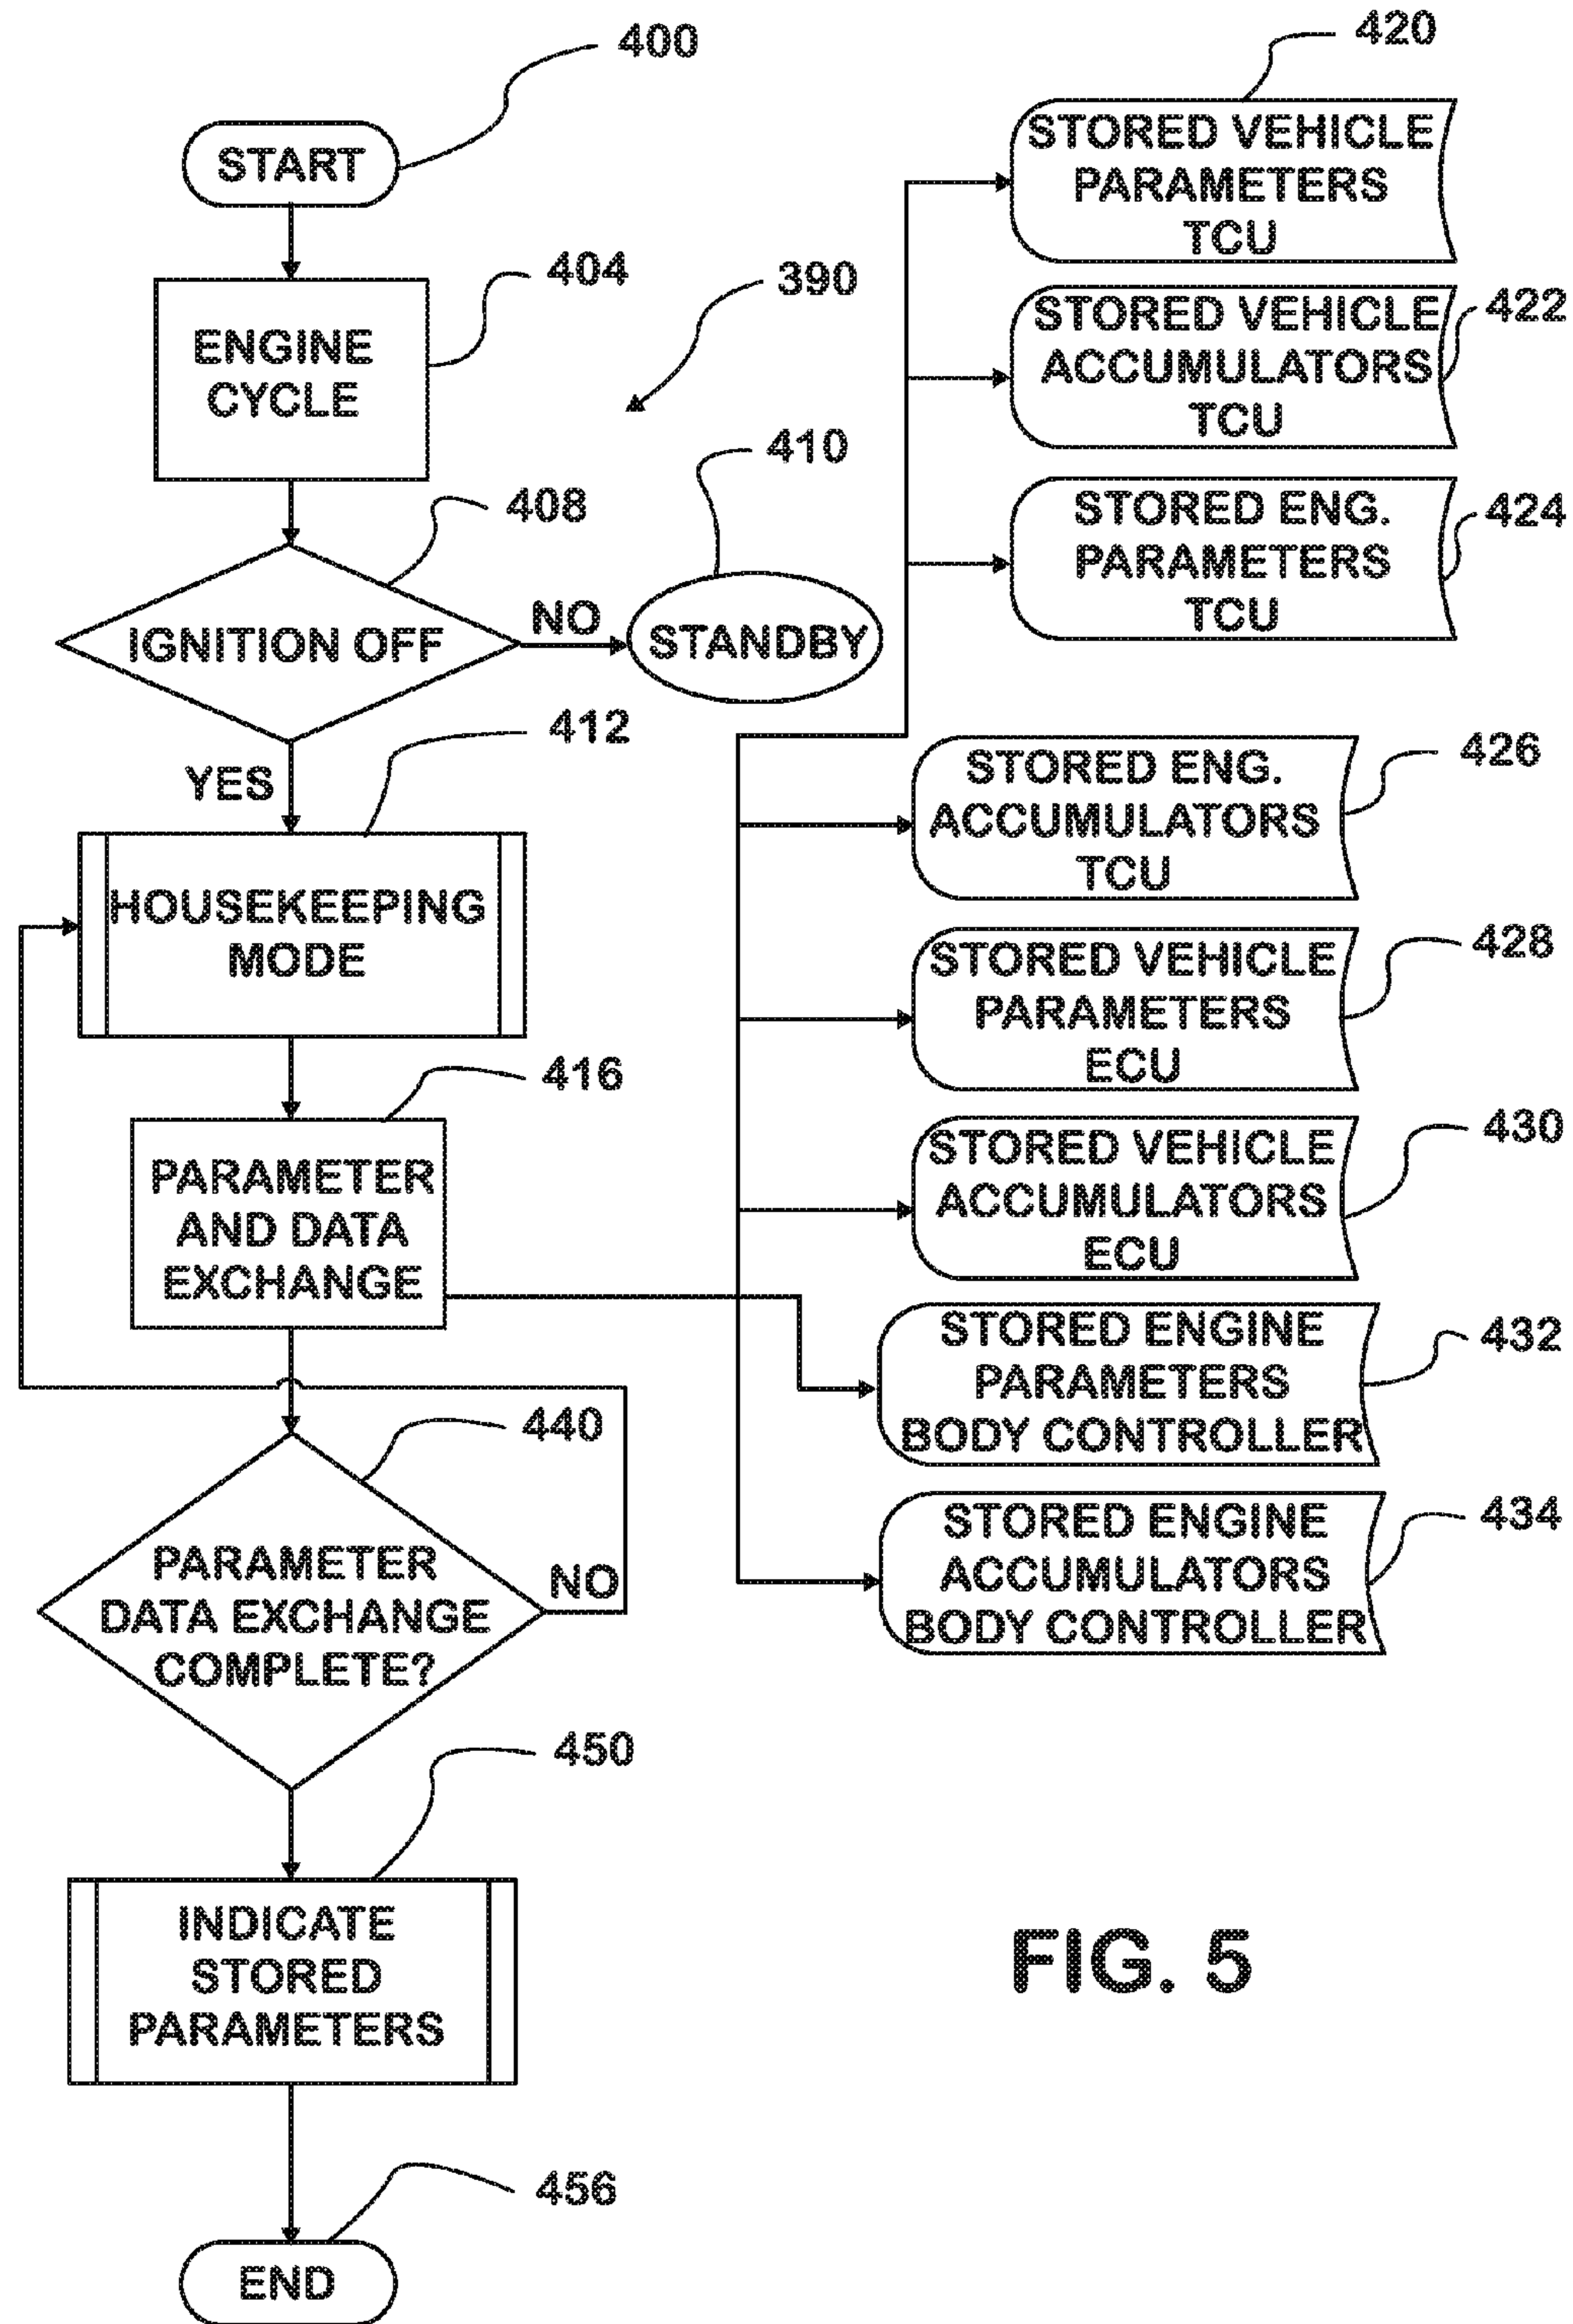 400
START
404
ENGINE
CYCLE
390
408
410
IGNITION OFF
NO
STANDBY
YES
412
HOUSEKEEPING
MODE
416
PARAMETER
AND DATA
EXCHANGE
440
PARAMETER
DATA EXCHANGE
COMPLETE?
NO
450
INDICATE
STORED
PARAMETERS
456
END
420
STORED VEHICLE
PARAMETERS
TCU
422
STORED VEHICLE
ACCUMULATORS
TCU
424
STORED ENG.
PARAMETERS
TCU
426
STORED ENG.
ACCUMULATORS
TCU
428
STORED VEHICLE
PARAMETERS
ECU
430
STORED VEHICLE
ACCUMULATORS
ECU
432
STORED ENGINE
PARAMETERS
BODY CONTROLLER
434
STORED ENGINE
ACCUMULATORS
BODY CONTROLLER
FIG. 5